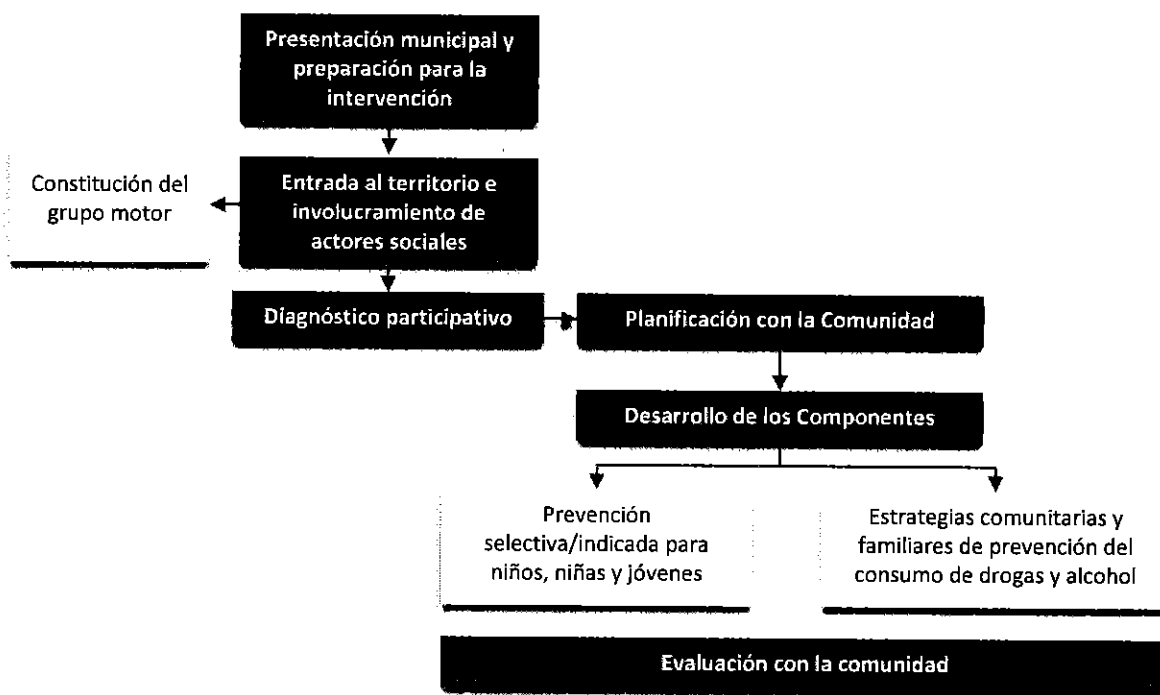 Presentación municipal y
preparación para la
intervención
Constitución del
grupo motor
Entrada al territorio e
involucramiento de
actores sociales
Diagnóstico participativo
Planificación con la Comunidad
Desarrollo de los Componentes
Prevención
selectiva/indicada para
niños, niñas y jóvenes
Estrategias comunitarias y
familiares de prevención del
consumo de drogas y alcohol
Evaluación con la comunidad